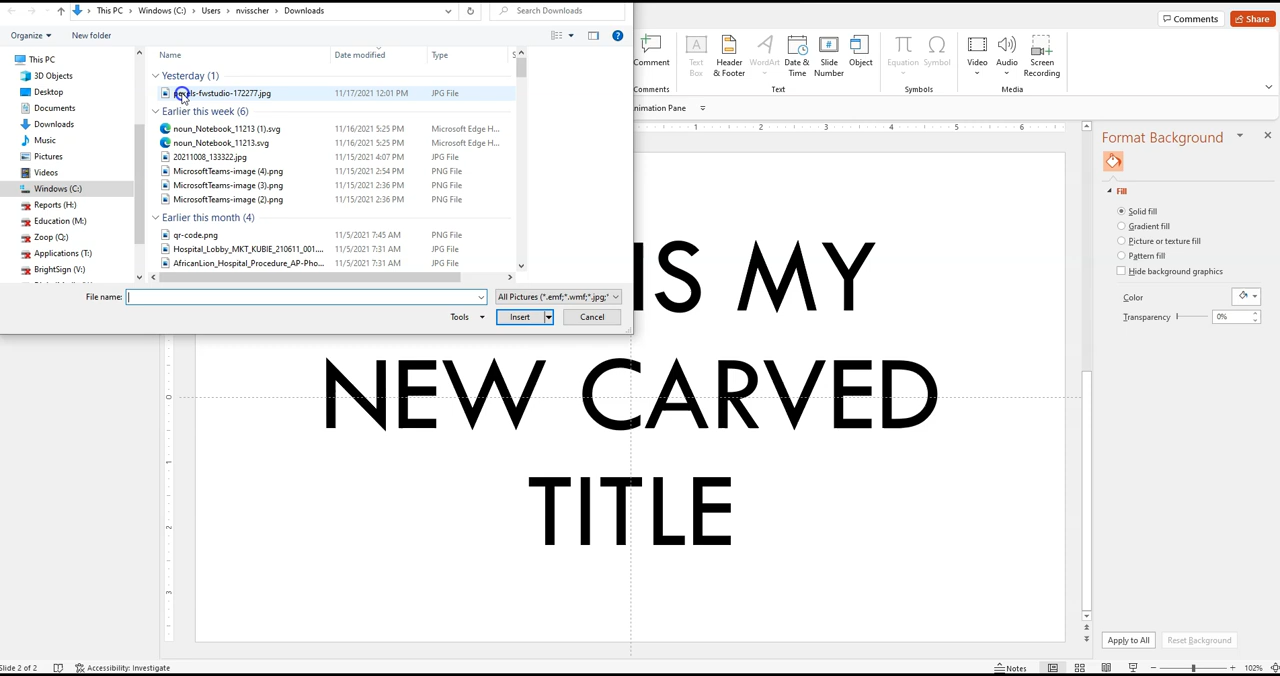 This PC > Windows (C:) > Users > nvisscher > Downloads
Search Downloads
Organize
New folder
This PC
3D Objects
Desktop
Documents
Downloads
Music
Pictures
Videos
Windows (C:)
Reports (H:)
Education (M:)
Zoop (Q:)
Applications (T:)
BrightSign (V:)
Name Date modified Type
Yesterday (1)
pexels-fwstudio-172277.jpg 11/17/2021 12:01 PM JPG File
Earlier this week (6)
noun_Notebook_11213 (1).svg 11/16/2021 5:25 PM Microsoft Edge H...
noun_Notebook_11213.svg 11/16/2021 5:25 PM Microsoft Edge H...
20211008_133322.jpg 11/15/2021 4:07 PM JPG File
MicrosoftTeams-image (4).png 11/15/2021 2:54 PM PNG File
MicrosoftTeams-image (3).png 11/15/2021 2:36 PM PNG File
MicrosoftTeams-image (2).png 11/15/2021 2:36 PM PNG File
Earlier this month (4)
qr-code.png 11/5/2021 7:45 AM PNG File
Hospital_Lobby_MKT_KUBIE_210611_001.... 11/5/2021 7:31 AM JPG File
AfricanLion_Hospital_Procedure_AP-Pho... 11/5/2021 7:31 AM JPG File
File name:
All Pictures (*.emf;*.wmf;*.jpg;*
Tools
Insert
Cancel
Comments
Share
Comment
Text Box
Header & Footer
WordArt
Date & Time
Slide Number
Object
Equation
Symbol
Video
Audio
Screen Recording
Text
Symbols
Media
1 2 3 4 5 6
0
1
2
3
IS MY
NEW CARVED
TITLE
Format Background
Fill
Solid fill
Gradient fill
Picture or texture fill
Pattern fill
Hide background graphics
Color
Transparency 0%
Apply to All
Reset Background
Slide 2 of 2
Accessibility: Investigate
Notes
102%